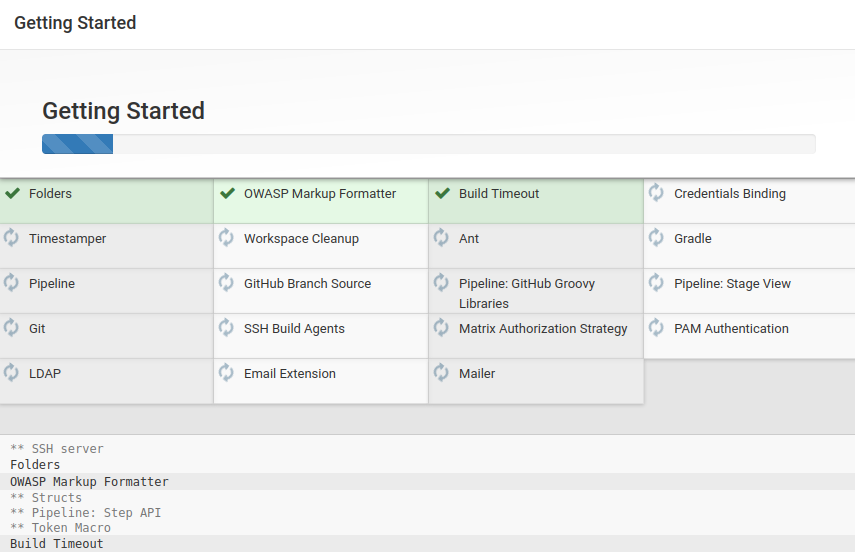 Getting Started
Getting Started
Folders
OWASP Markup Formatter
Build Timeout
Credentials Binding
Timestamper
Workspace Cleanup
Ant
Gradle
Pipeline
GitHub Branch Source
Pipeline: GitHub Groovy
Libraries
Pipeline: Stage View
Git
SSH Build Agents
Matrix Authorization Strategy
PAM Authentication
LDAP
Email Extension
Mailer
** SSH server
Folders
OWASP Markup Formatter
** Structs
** Pipeline: Step API
** Token Macro
Build Timeout